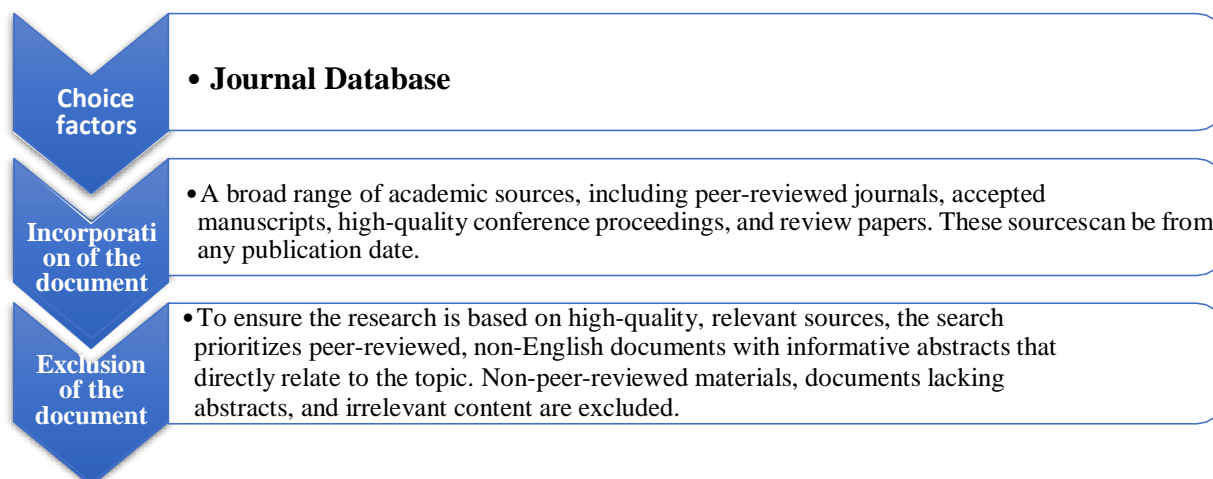 Choice
factors
• Journal Database
Incorporati
on of the
document
• A broad range of academic sources, including peer-reviewed journals, accepted
manuscripts, high-quality conference proceedings, and review papers. These sourcescan be from
any publication date.
Exclusion
of the
document
• To ensure the research is based on high-quality, relevant sources, the search
prioritizes peer-reviewed, non-English documents with informative abstracts that
directly relate to the topic. Non-peer-reviewed materials, documents lacking
abstracts, and irrelevant content are excluded.